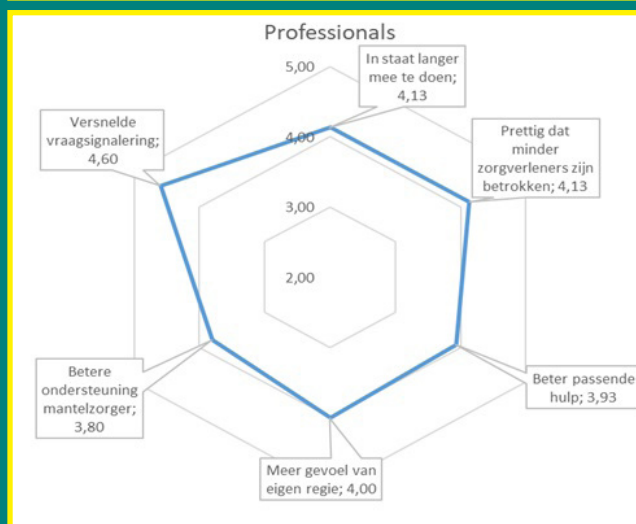 Professionals
In staat langer
mee te doen;
4,13
Prettig dat
minder
zorgverleners zijn
betrokken; 4,13
Beter passende
hulp; 3,93
Meer gevoel van
eigen regie; 4,00
Betere
ondersteuning
mantelzorger;
3,80
Versnelde
vraagsignalering;
4,60
5,00
4,00
3,00
2,00